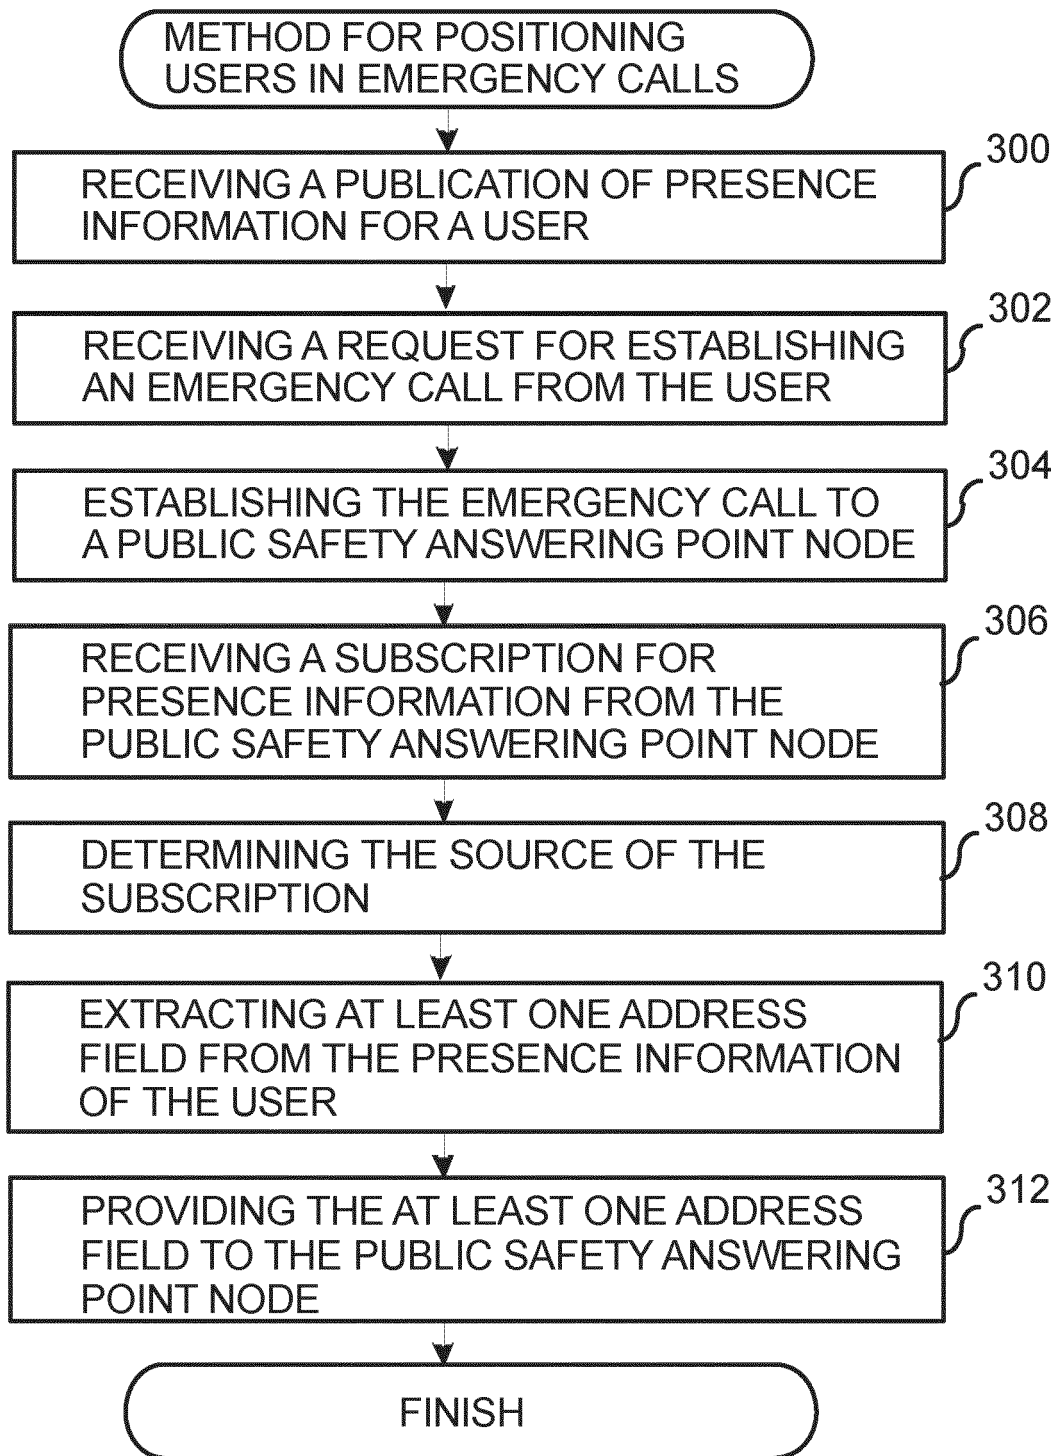 METHOD FOR POSITIONING
USERS IN EMERGENCY CALLS
300
RECEIVING A PUBLICATION OF PRESENCE
INFORMATION FOR A USER
302
RECEIVING A REQUEST FOR ESTABLISHING
AN EMERGENCY CALL FROM THE USER
304
ESTABLISHING THE EMERGENCY CALL TO
A PUBLIC SAFETY ANSWERING POINT NODE
306
RECEIVING A SUBSCRIPTION FOR
PRESENCE INFORMATION FROM THE
PUBLIC SAFETY ANSWERING POINT NODE
308
DETERMINING THE SOURCE OF THE
SUBSCRIPTION
310
EXTRACTING AT LEAST ONE ADDRESS
FIELD FROM THE PRESENCE INFORMATION
OF THE USER
312
PROVIDING THE AT LEAST ONE ADDRESS
FIELD TO THE PUBLIC SAFETY ANSWERING
POINT NODE
FINISH